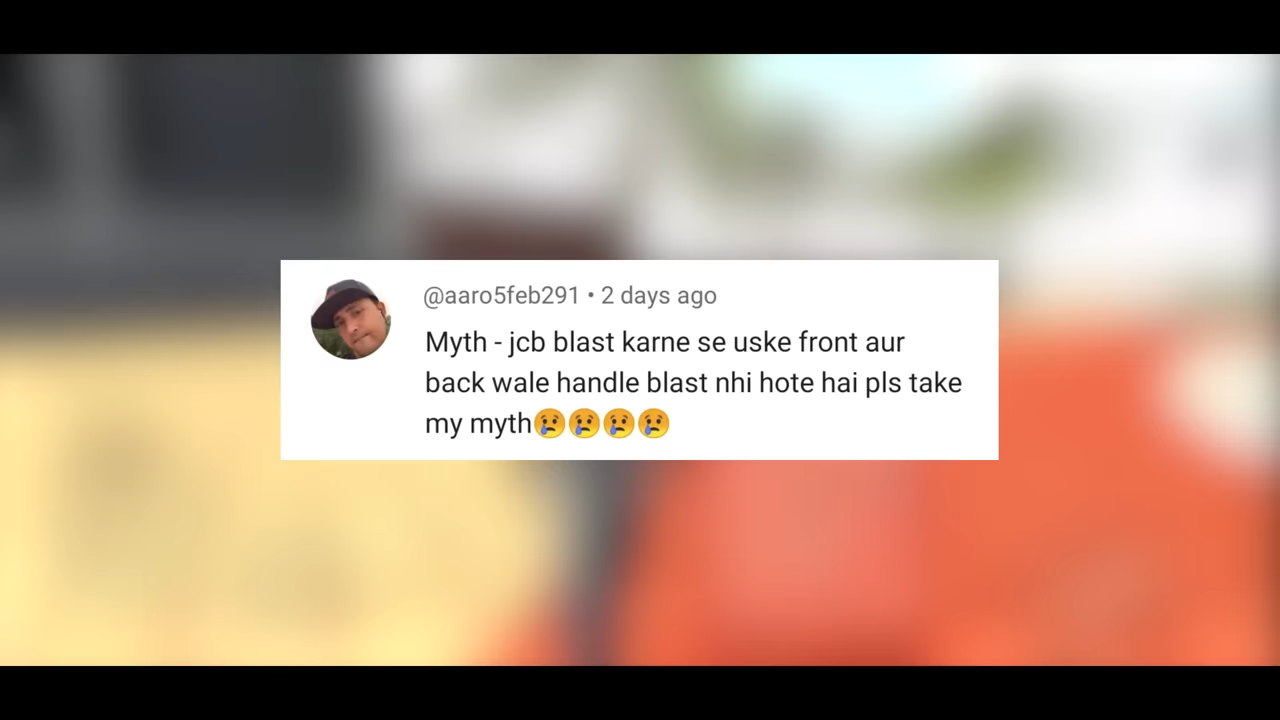 @aaro5feb291 • 2 days ago
Myth - jcb blast karne se uske front aur
back wale handle blast nhi hote hai pls take
my myth😢😢😢😢